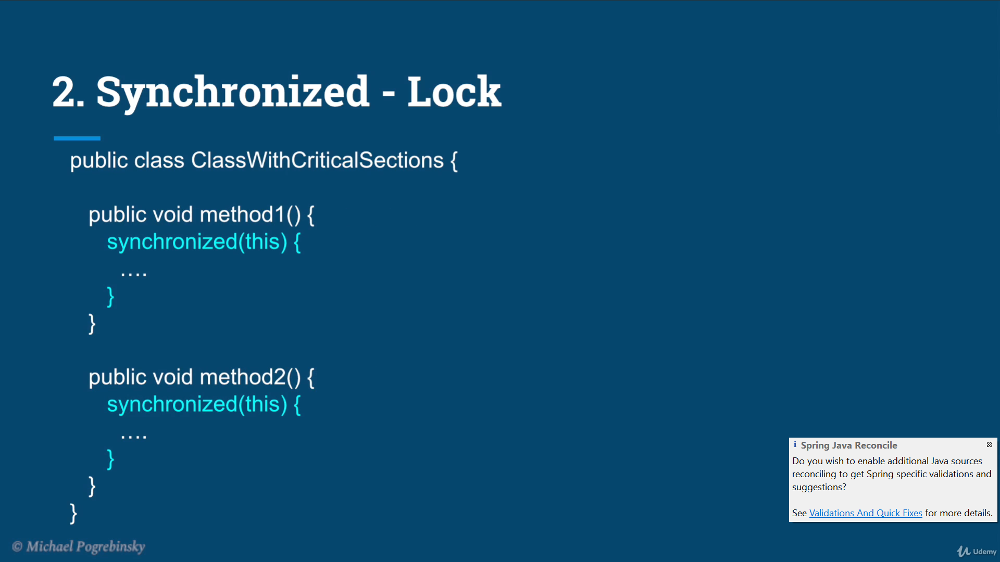 2. Synchronized - Lock
public class ClassWithCriticalSections {
public void method1() {
synchronized(this) {
....
}
}
public void method2() {
synchronized(this) {
....
}
}
}
i Spring Java Reconcile
Do you wish to enable additional Java sources
reconciling to get Spring specific validations and
suggestions?
See Validations And Quick Fixes for more details.
© Michael Pogrebinsky
Udemy